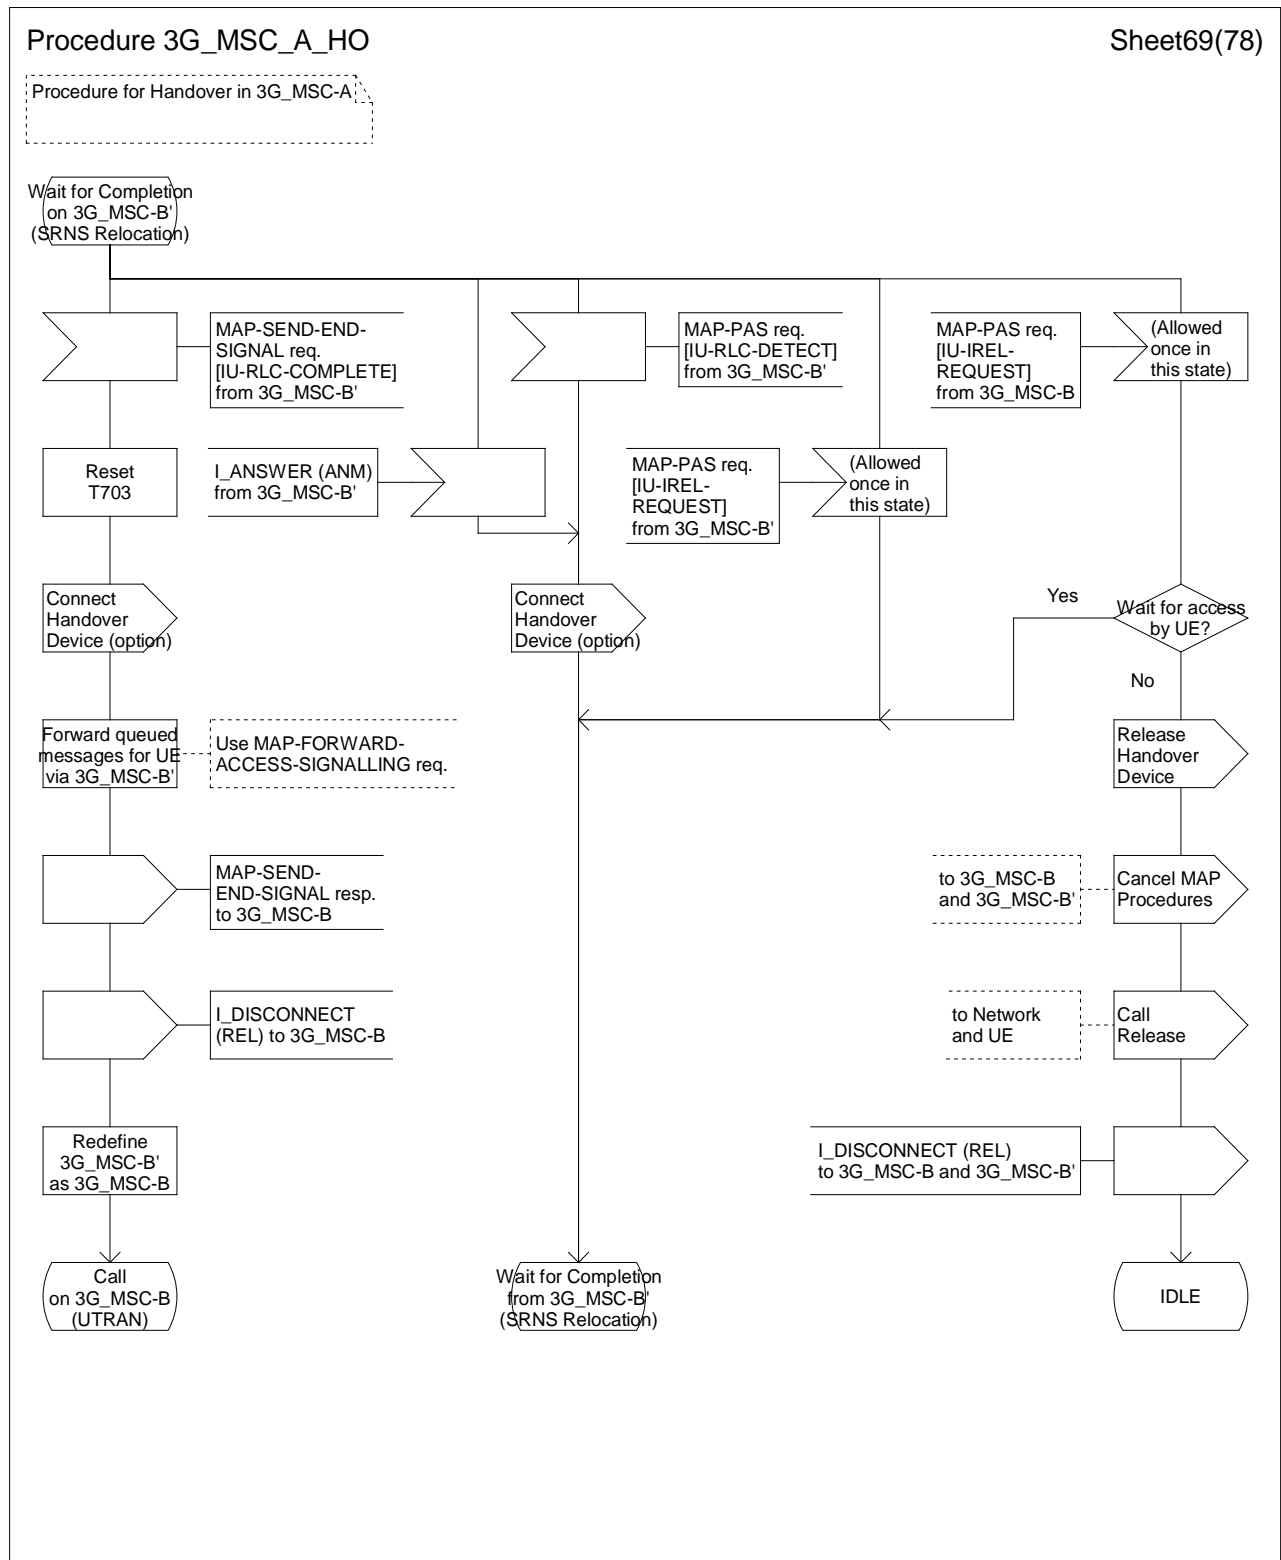 Procedure 3G_MSC_A_HO
Sheet69(78)
Procedure for Handover in 3G_MSC-A
Wait for Completion
on 3G_MSC-B'
(SRNS Relocation)
MAP-SEND-END-
SIGNAL req.
[IU-RLC-COMPLETE]
from 3G_MSC-B'
MAP-PAS req.
[IU-RLC-DETECT]
from 3G_MSC-B'
MAP-PAS req.
[IU-IREL-
REQUEST]
from 3G_MSC-B
(Allowed
once in
this state)
Reset
T703
I_ANSWER (ANM)
from 3G_MSC-B'
MAP-PAS req.
[IU-IREL-
REQUEST]
from 3G_MSC-B'
(Allowed
once in
this state)
Connect
Handover
Device (option)
Connect
Handover
Device (option)
Yes
Wait for access
by UE?
No
Forward queued
messages for UE
via 3G_MSC-B'
Use MAP-FORWARD-
ACCESS-SIGNALLING req.
Release
Handover
Device
MAP-SEND-
END-SIGNAL resp.
to 3G_MSC-B
to 3G_MSC-B
and 3G_MSC-B'
Cancel MAP
Procedures
I_DISCONNECT
(REL) to 3G_MSC-B
to Network
and UE
Call
Release
Redefine
3G_MSC-B'
as 3G_MSC-B
I_DISCONNECT (REL)
to 3G_MSC-B and 3G_MSC-B'
Call
on 3G_MSC-B
(UTRAN)
Wait for Completion
from 3G_MSC-B'
(SRNS Relocation)
IDLE